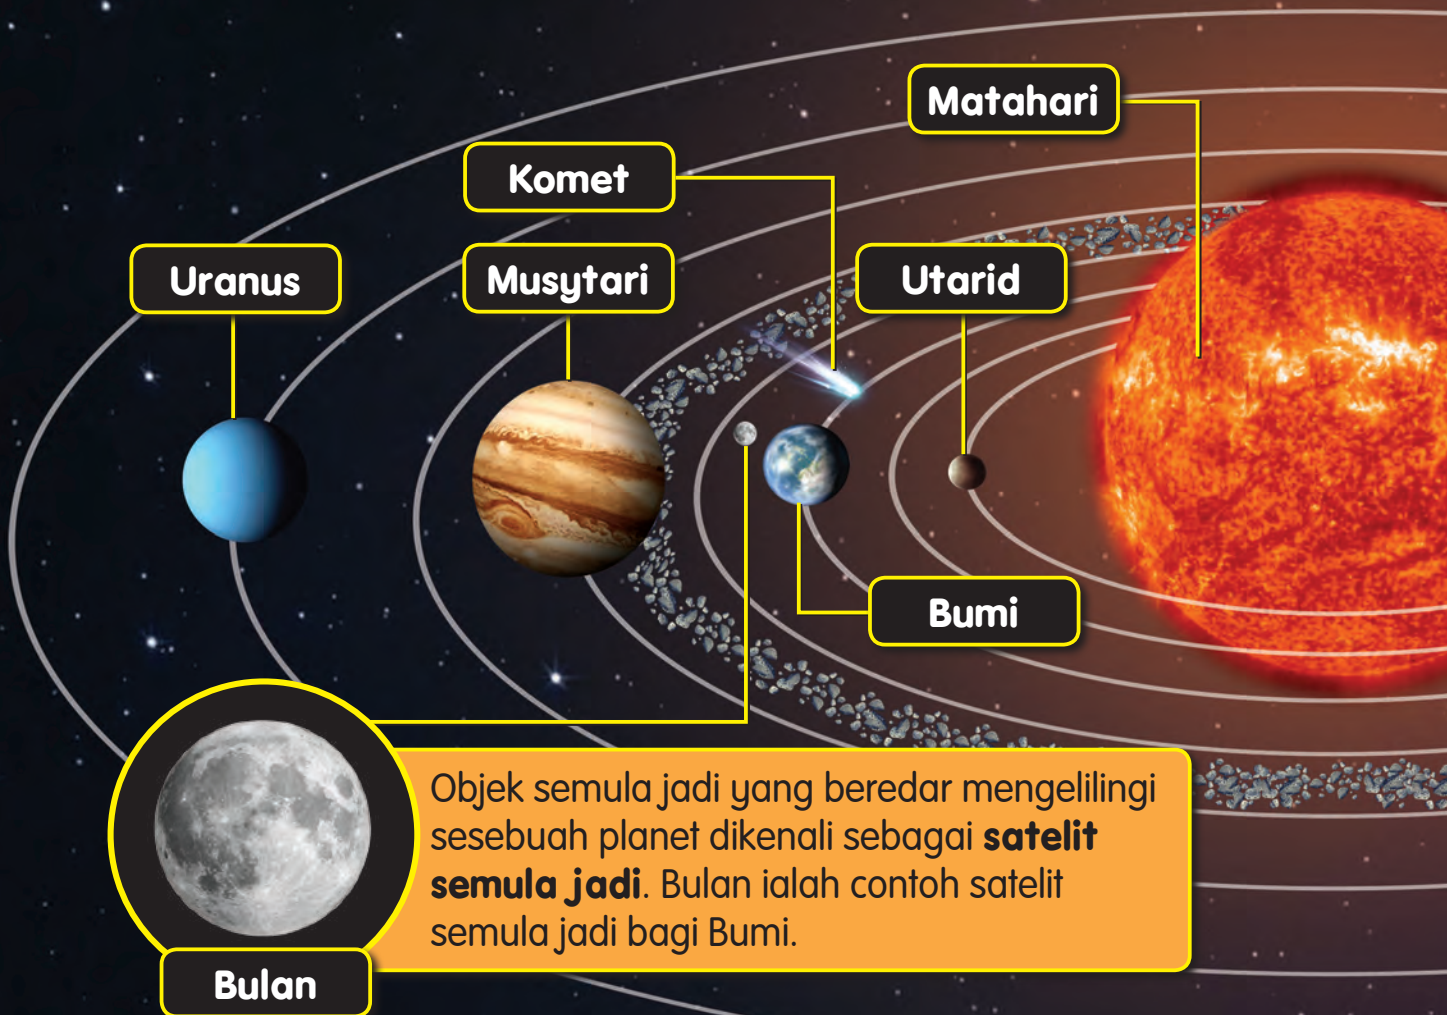 Matahari
Komet
Uranus
Musytari
Utarid
Bumi
Objek semula jadi yang beredar mengelilingi
sesebuah planet dikenali sebagai satelit
semula jadi. Bulan ialah contoh satelit
semula jadi bagi Bumi.
Bulan